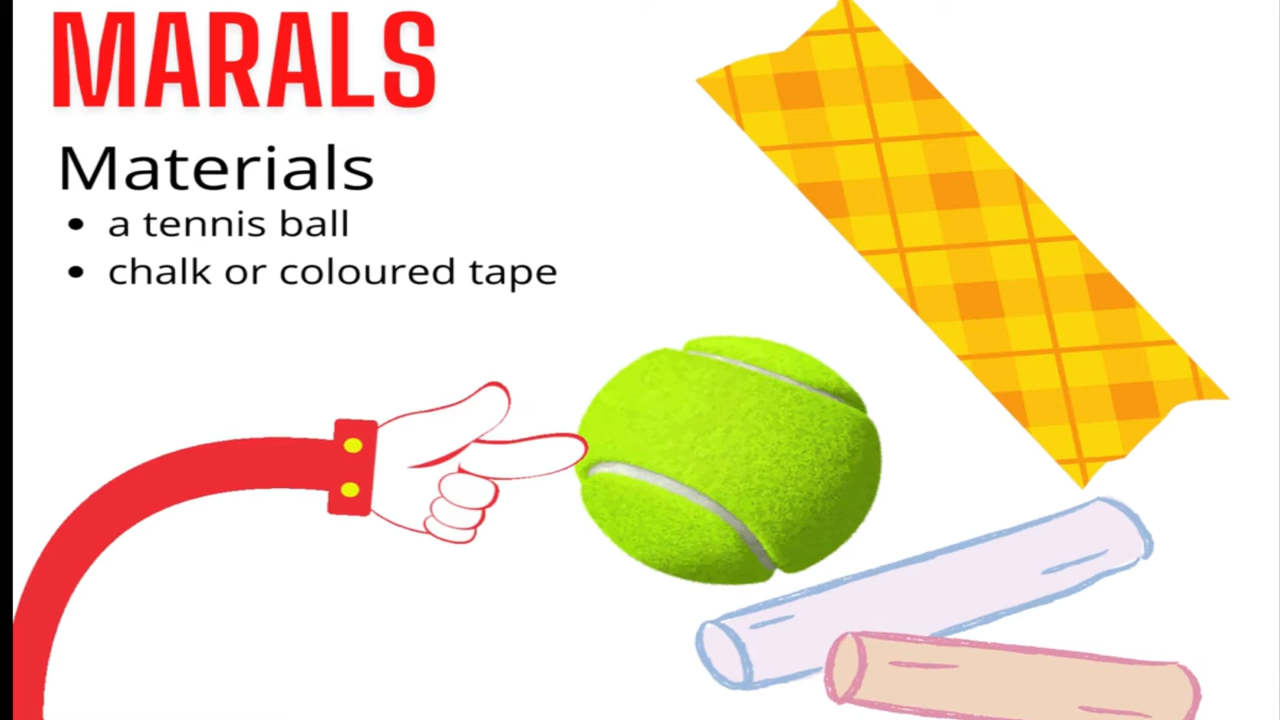 MARALS
Materials
• a tennis ball
• chalk or coloured tape